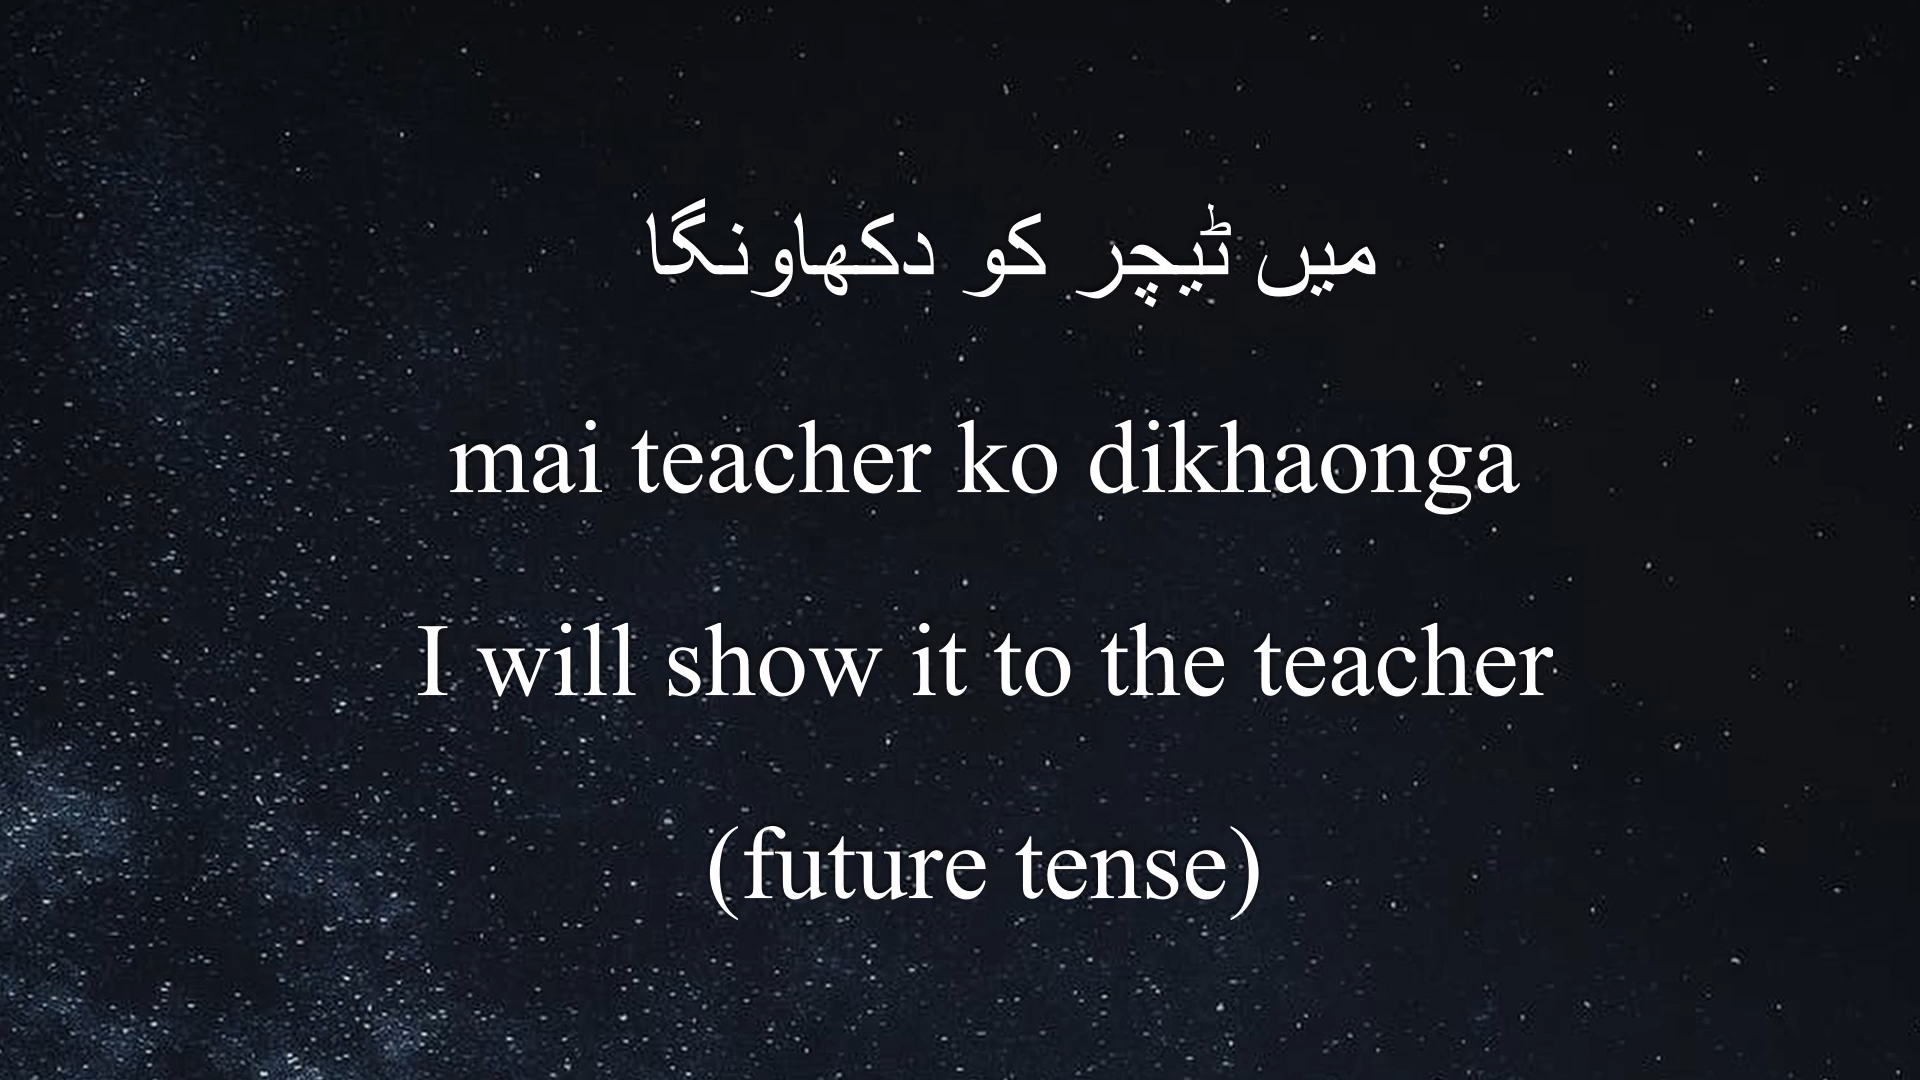 میں ٹیچر کو دکھاونگا
mai teacher ko dikhaonga
I will show it to the teacher
(future tense)